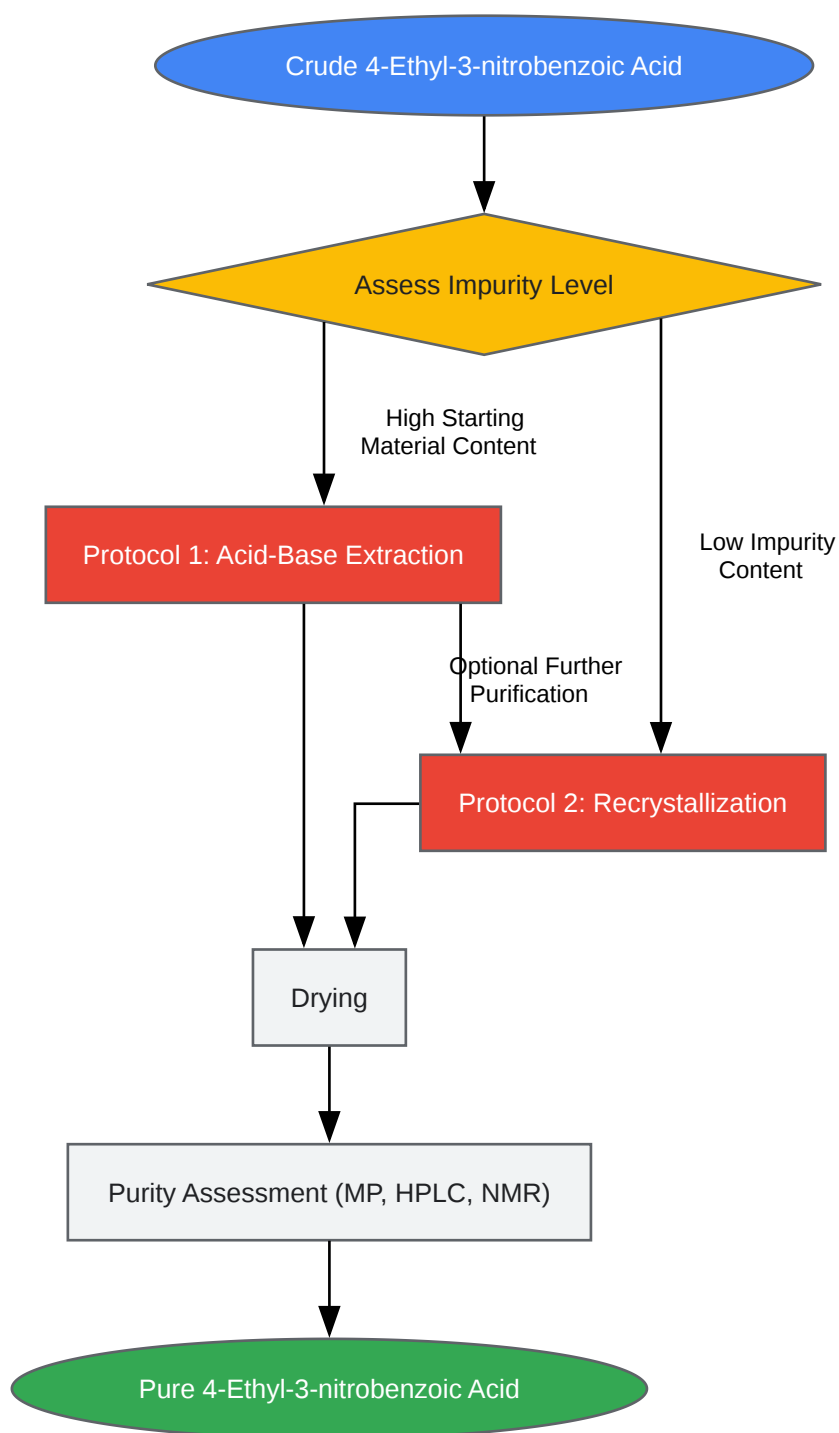 Crude 4-Ethyl-3-nitrobenzoic Acid
Assess Impurity Level
High Starting
Material Content
Protocol 1: Acid-Base Extraction
Low Impurity
Content
Optional Further
Purification
Protocol 2: Recrystallization
Drying
Purity Assessment (MP, HPLC, NMR)
Pure 4-Ethyl-3-nitrobenzoic Acid